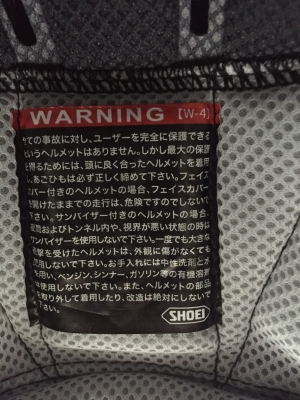 WARNING 【W-4】
ての事故に対し、ユーザーを完全に保護できる
いうヘルメットはありません。しかし最大の保護
得るためには、頭に良く合ったヘルメットを着用
、あごひもは必ず正しく締めて下さい。フェイス
カバー付きのヘルメットの場合、フェイスカバー
開けたままでの走行は、危険ですのでしない
下さい。サンバイザー付きのヘルメットの場合、
夜間およびトンネル内や、視界が悪い状態の時は
サンバイザーを使用しないで下さい。一度でも大きな
撃を受けたヘルメットは、外観に傷がなくても
用しないで下さい。お手入れには中性洗剤と水
を用い、ベンジン、シンナー、ガソリン等の有機溶剤
は使用しないで下さい。また、ヘルメットの部品
を取り外して着用したり、改造は絶対にしないで
下さい。
SHOEI